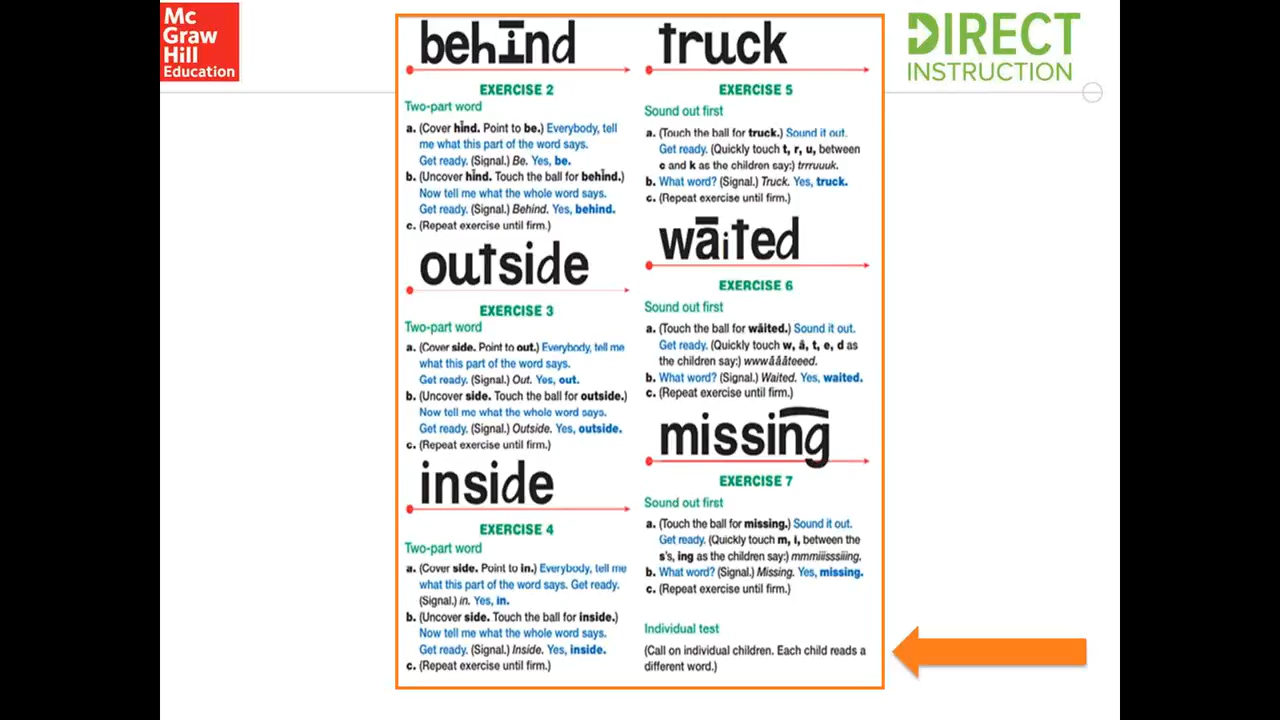 Mc
Graw
Hill
Education
DIRECT
INSTRUCTION
behīnd
EXERCISE 2
Two-part word
a. (Cover hīnd. Point to be.) Everybody, tell
me what this part of the word says.
Get ready. (Signal.) Be. Yes, be.
b. (Uncover hīnd. Touch the ball for behīnd.)
Now tell me what the whole word says.
Get ready. (Signal.) Behind. Yes, behind.
c. (Repeat exercise until firm.)
outside
EXERCISE 3
Two-part word
a. (Cover side. Point to out.) Everybody, tell me
what this part of the word says.
Get ready. (Signal.) Out. Yes, out.
b. (Uncover side. Touch the ball for outside.)
Now tell me what the whole word says.
Get ready. (Signal.) Outside. Yes, outside.
c. (Repeat exercise until firm.)
inside
EXERCISE 4
Two-part word
a. (Cover side. Point to in.) Everybody, tell me
what this part of the word says. Get ready.
(Signal.) in. Yes, in.
b. (Uncover side. Touch the ball for inside.)
Now tell me what the whole word says.
Get ready. (Signal.) Inside. Yes, inside.
c. (Repeat exercise until firm.)
truck
EXERCISE 5
Sound out first
a. (Touch the ball for truck.) Sound it out.
Get ready. (Quickly touch t, r, u, between
c and k as the children say:) trrruuuk.
b. What word? (Signal.) Truck. Yes, truck.
c. (Repeat exercise until firm.)
wāited
EXERCISE 6
Sound out first
a. (Touch the ball for wāited.) Sound it out.
Get ready. (Quickly touch w, ā, t, e, d as
the children say:) wwwāāāteeed.
b. What word? (Signal.) Waited. Yes, waited.
c. (Repeat exercise until firm.)
missing
EXERCISE 7
Sound out first
a. (Touch the ball for missing.) Sound it out.
Get ready. (Quickly touch m, i, between the
s's, ing as the children say:) mmmiiisssiiing.
b. What word? (Signal.) Missing. Yes, missing.
c. (Repeat exercise until firm.)
Individual test
(Call on individual children. Each child reads a
different word.)